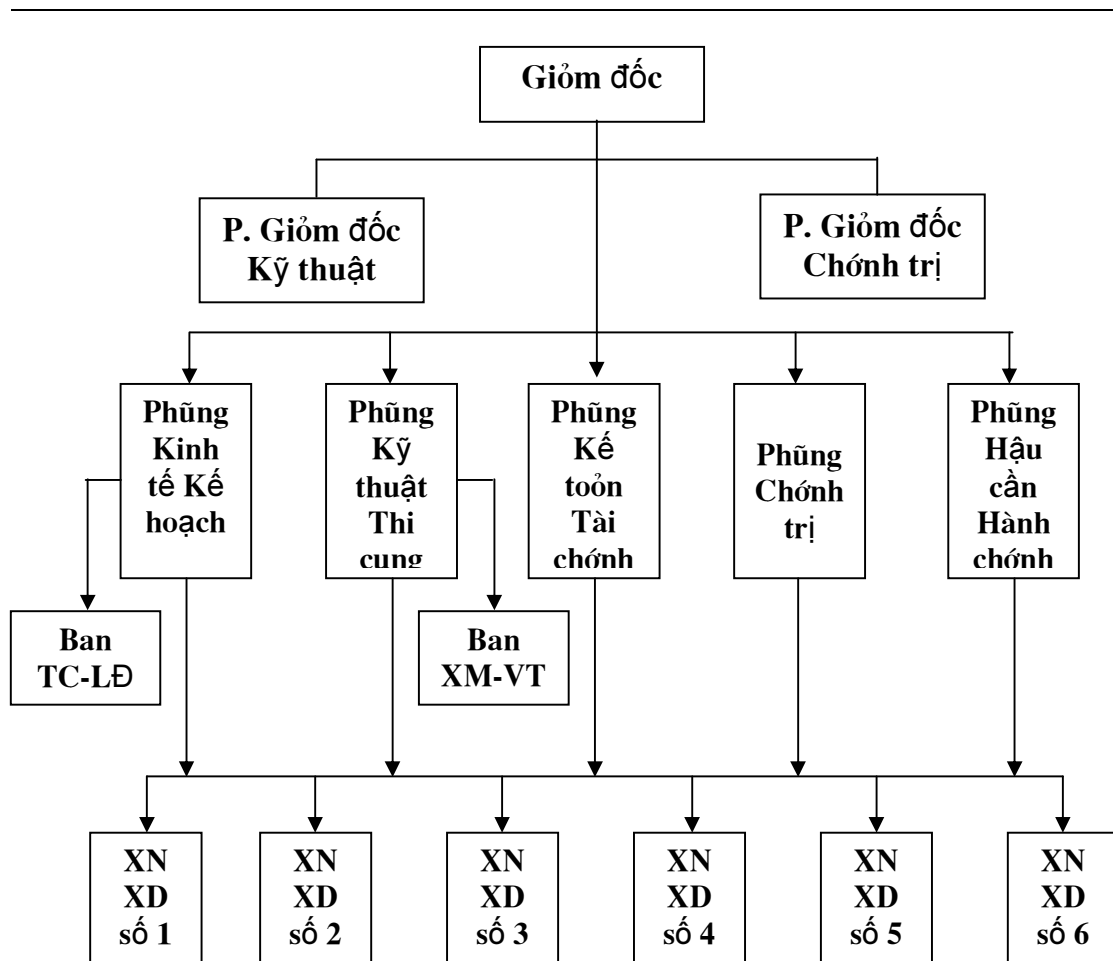 Giỏm đốc
P. Giỏm đốc
Kỹ thuật
P. Giỏm đốc
Chớnh trị
Phũng
Kinh
tế Kế
hoạch
Phũng
Kỹ
thuật
Thi
cung
Phũng
Kế
toỏn
Tài
chớnh
Phũng
Chớnh
trị
Phũng
Hậu
cần
Hành
chớnh
Ban
TC-LĐ
Ban
XM-VT
XN
XD
số 1
XN
XD
số 2
XN
XD
số 3
XN
XD
số 4
XN
XD
số 5
XN
XD
số 6